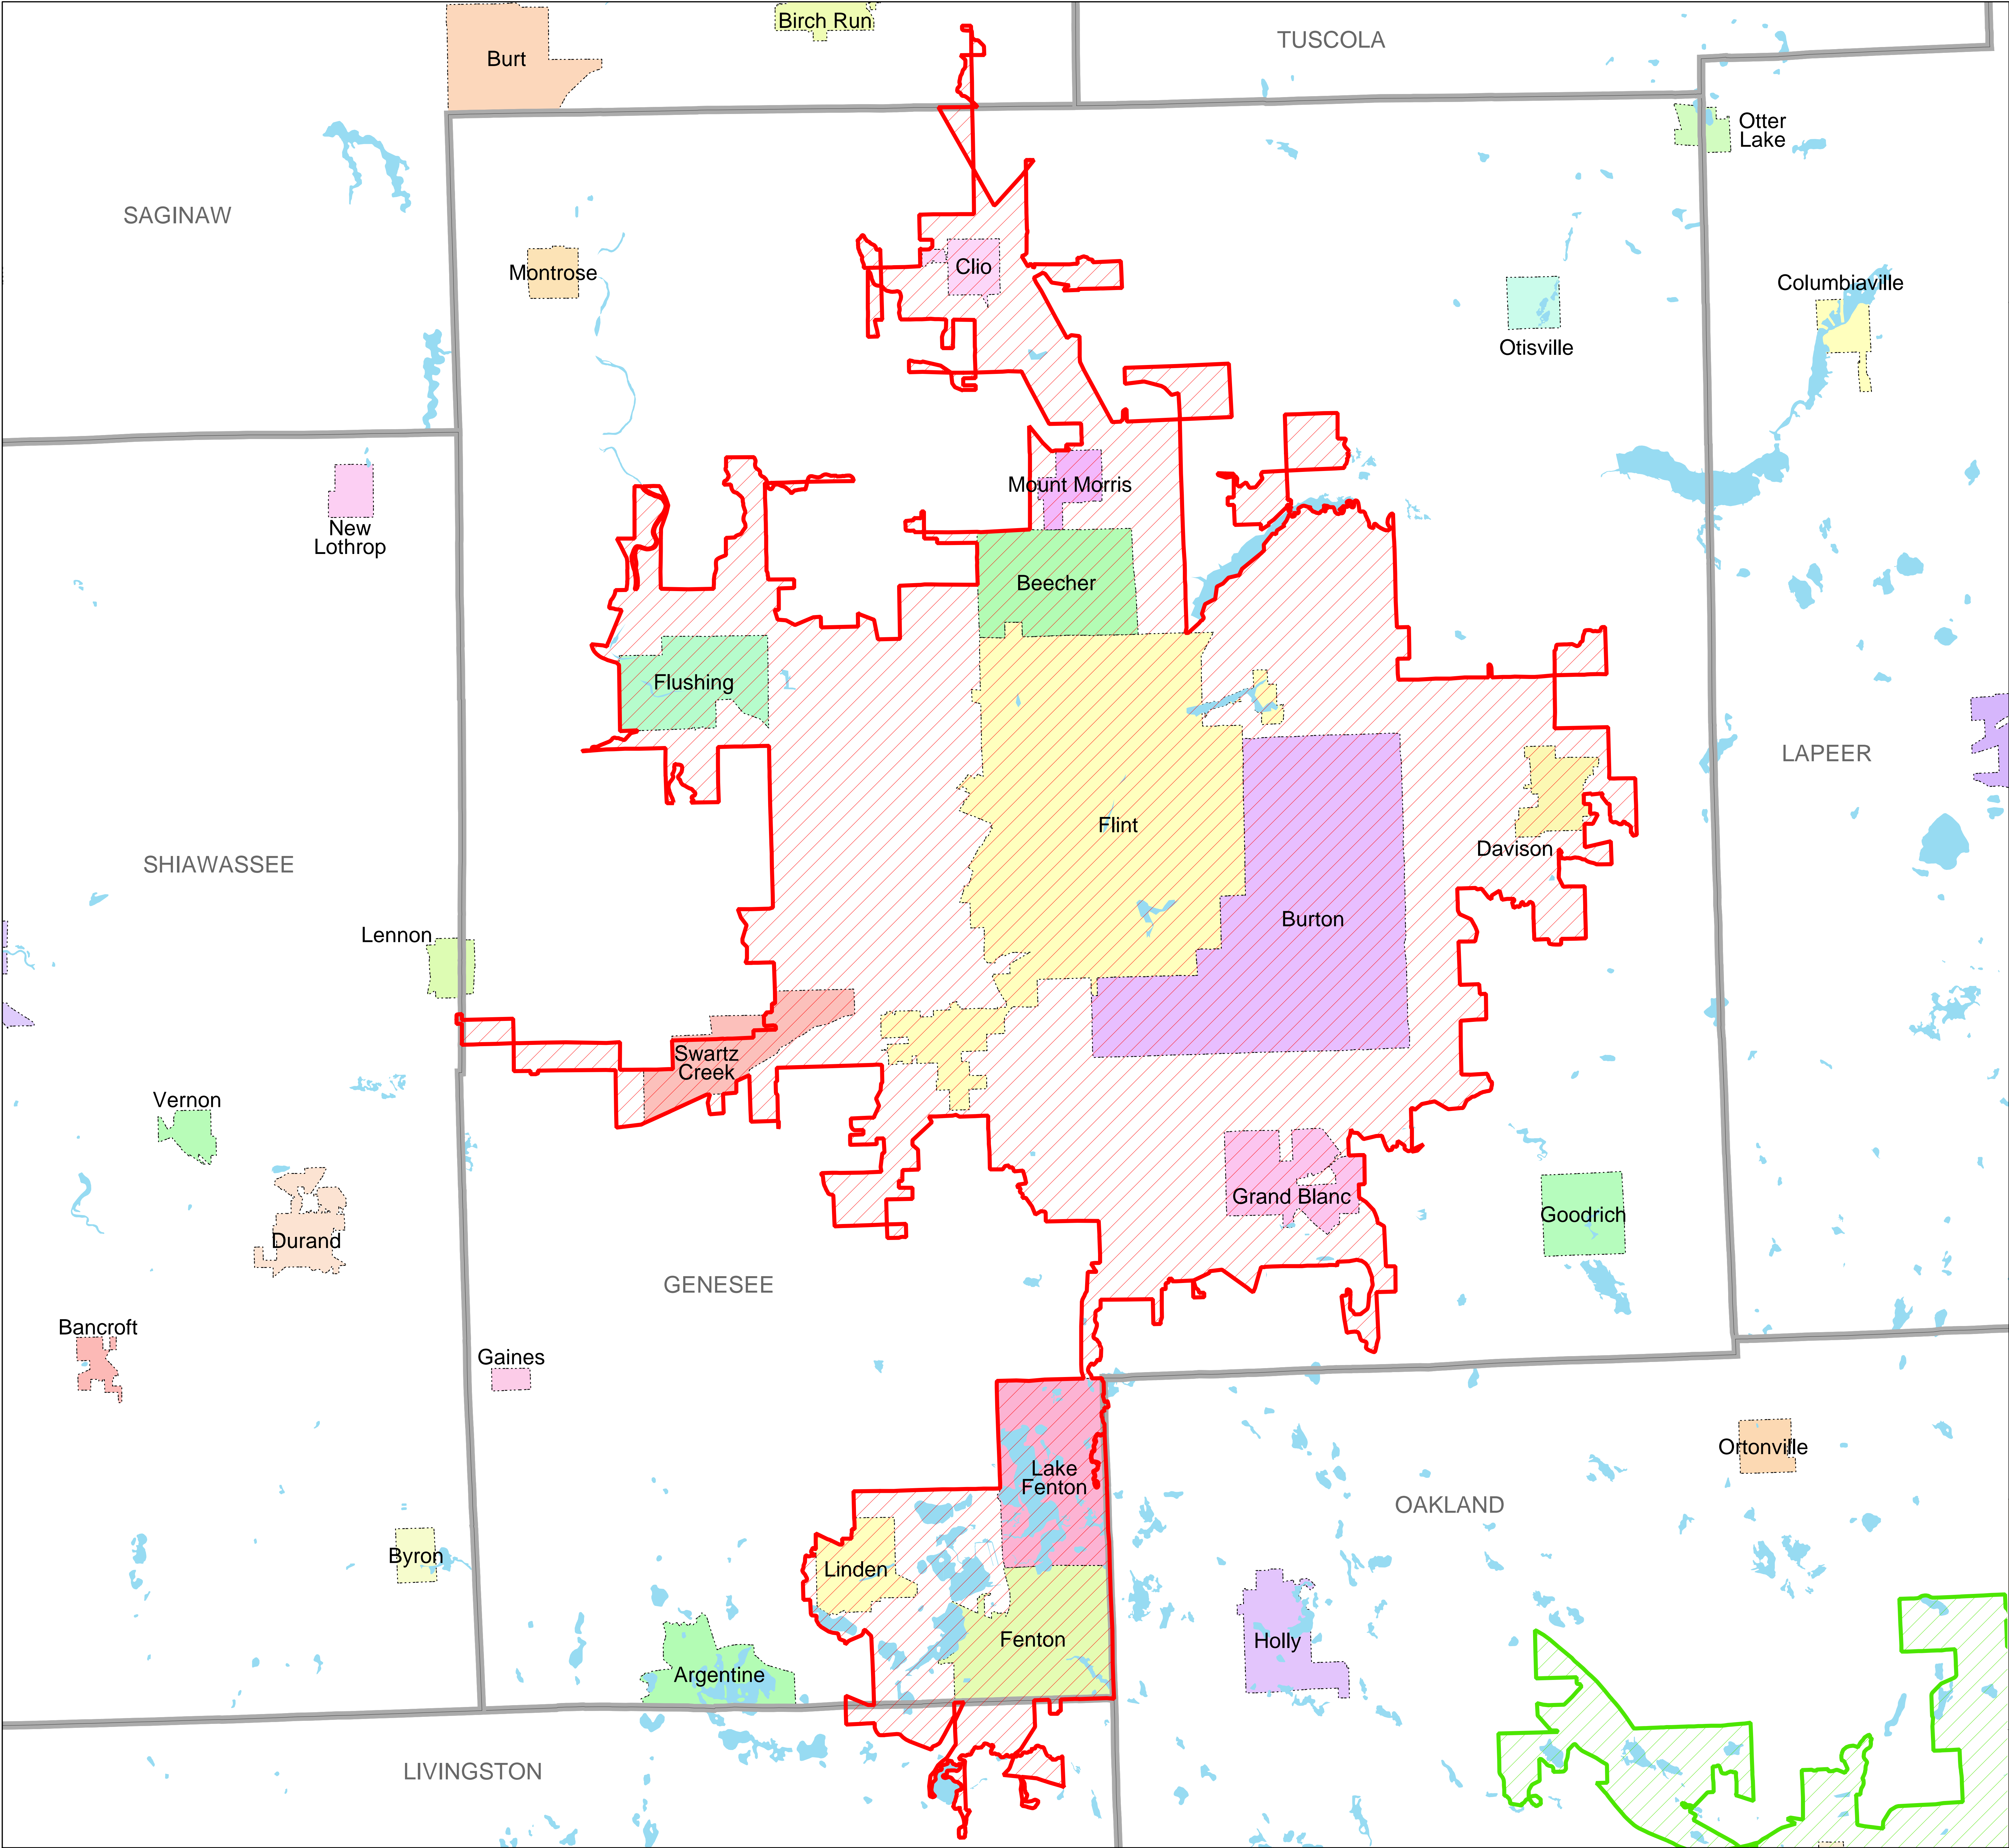 Birch Run
TUSCOLA
Burt
Otter
Lake
SAGINAW
Clio
Montrose
Columbiaville
Otisville
Mount Morris
New
Lothrop
Beecher
Flushing
LAPEER
Flint
Davison
SHIAWASSEE
Burton
Lennon
Swartz
Creek
Vernon
Grand Blanc
Goodrich
Durand
GENESEE
Bancroft
Gaines
Ortonville
Lake
Fenton
OAKLAND
Byron
Linden
Fenton
Holly
Argentine
LIVINGSTON